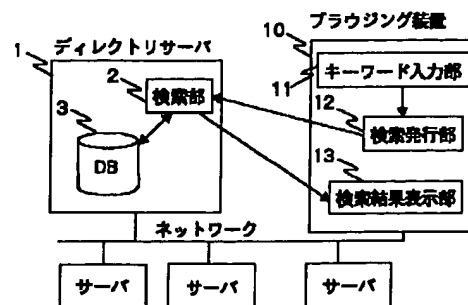 ブラウジング装置
10
ディレクトリサーバ
1
2
検索部
3
DB
キーワード入力部
11
12
検索発行部
13
検索結果表示部
ネットワーク
サーバ
サーバ
サーバ